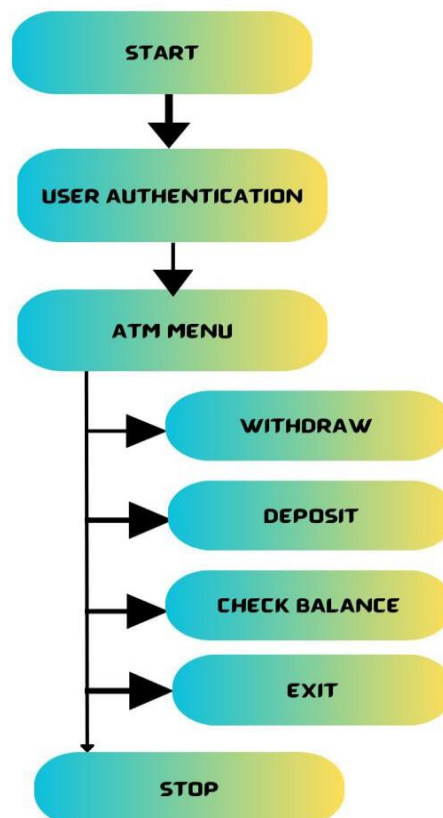 START
USER AUTHENTICATION
ATM MENU
WITHDRAW
DEPOSIT
CHECK BALANCE
EXIT
STOP